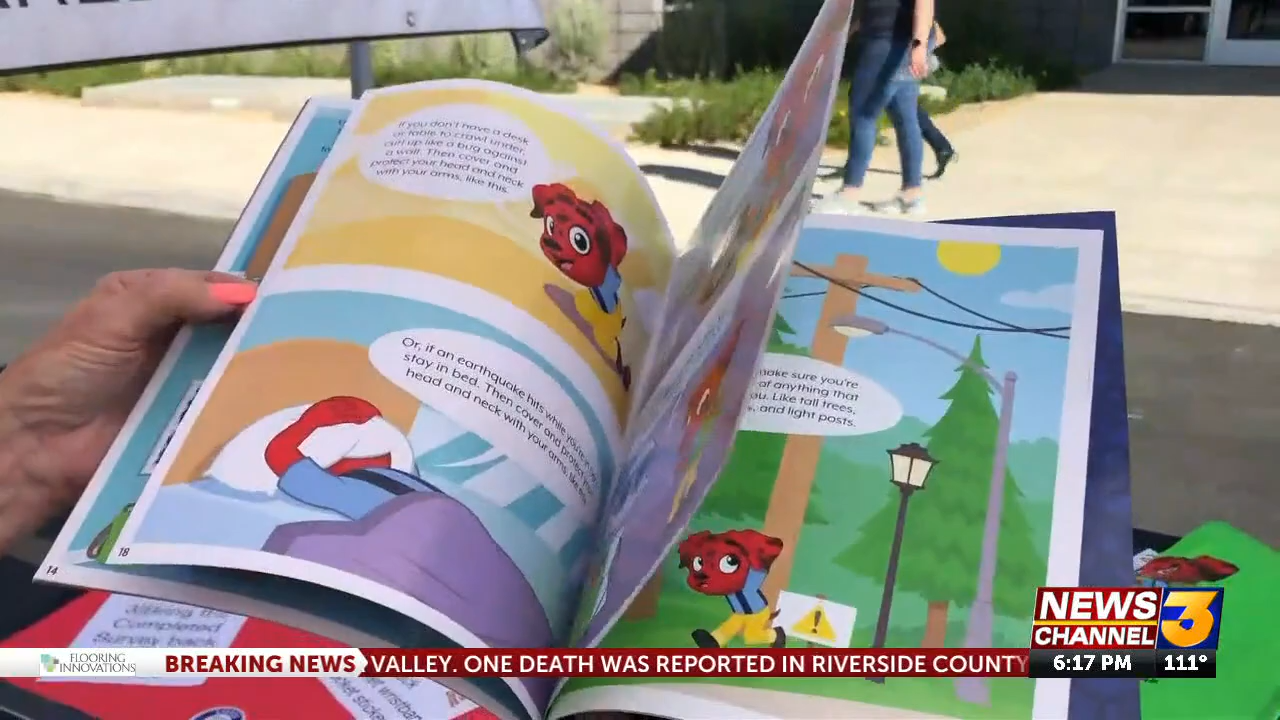 If you don't have a desk
or table to crawl under,
curl up like a bug against
a wall. Then cover and
protect your head and neck
with your arms, like this.
Or, if an earthquake hits while you're in
stay in bed. Then cover and protect
head and neck with your arms, like
18
14
make sure you're
of anything that
Like tall trees,
and light posts.
Completed
Survey back
FLOORING
INNOVATIONS
BREAKING NEWS
VALLEY. ONE DEATH WAS REPORTED IN RIVERSIDE COUNTY
NEWS
CHANNEL 3
6:17 PM 111°